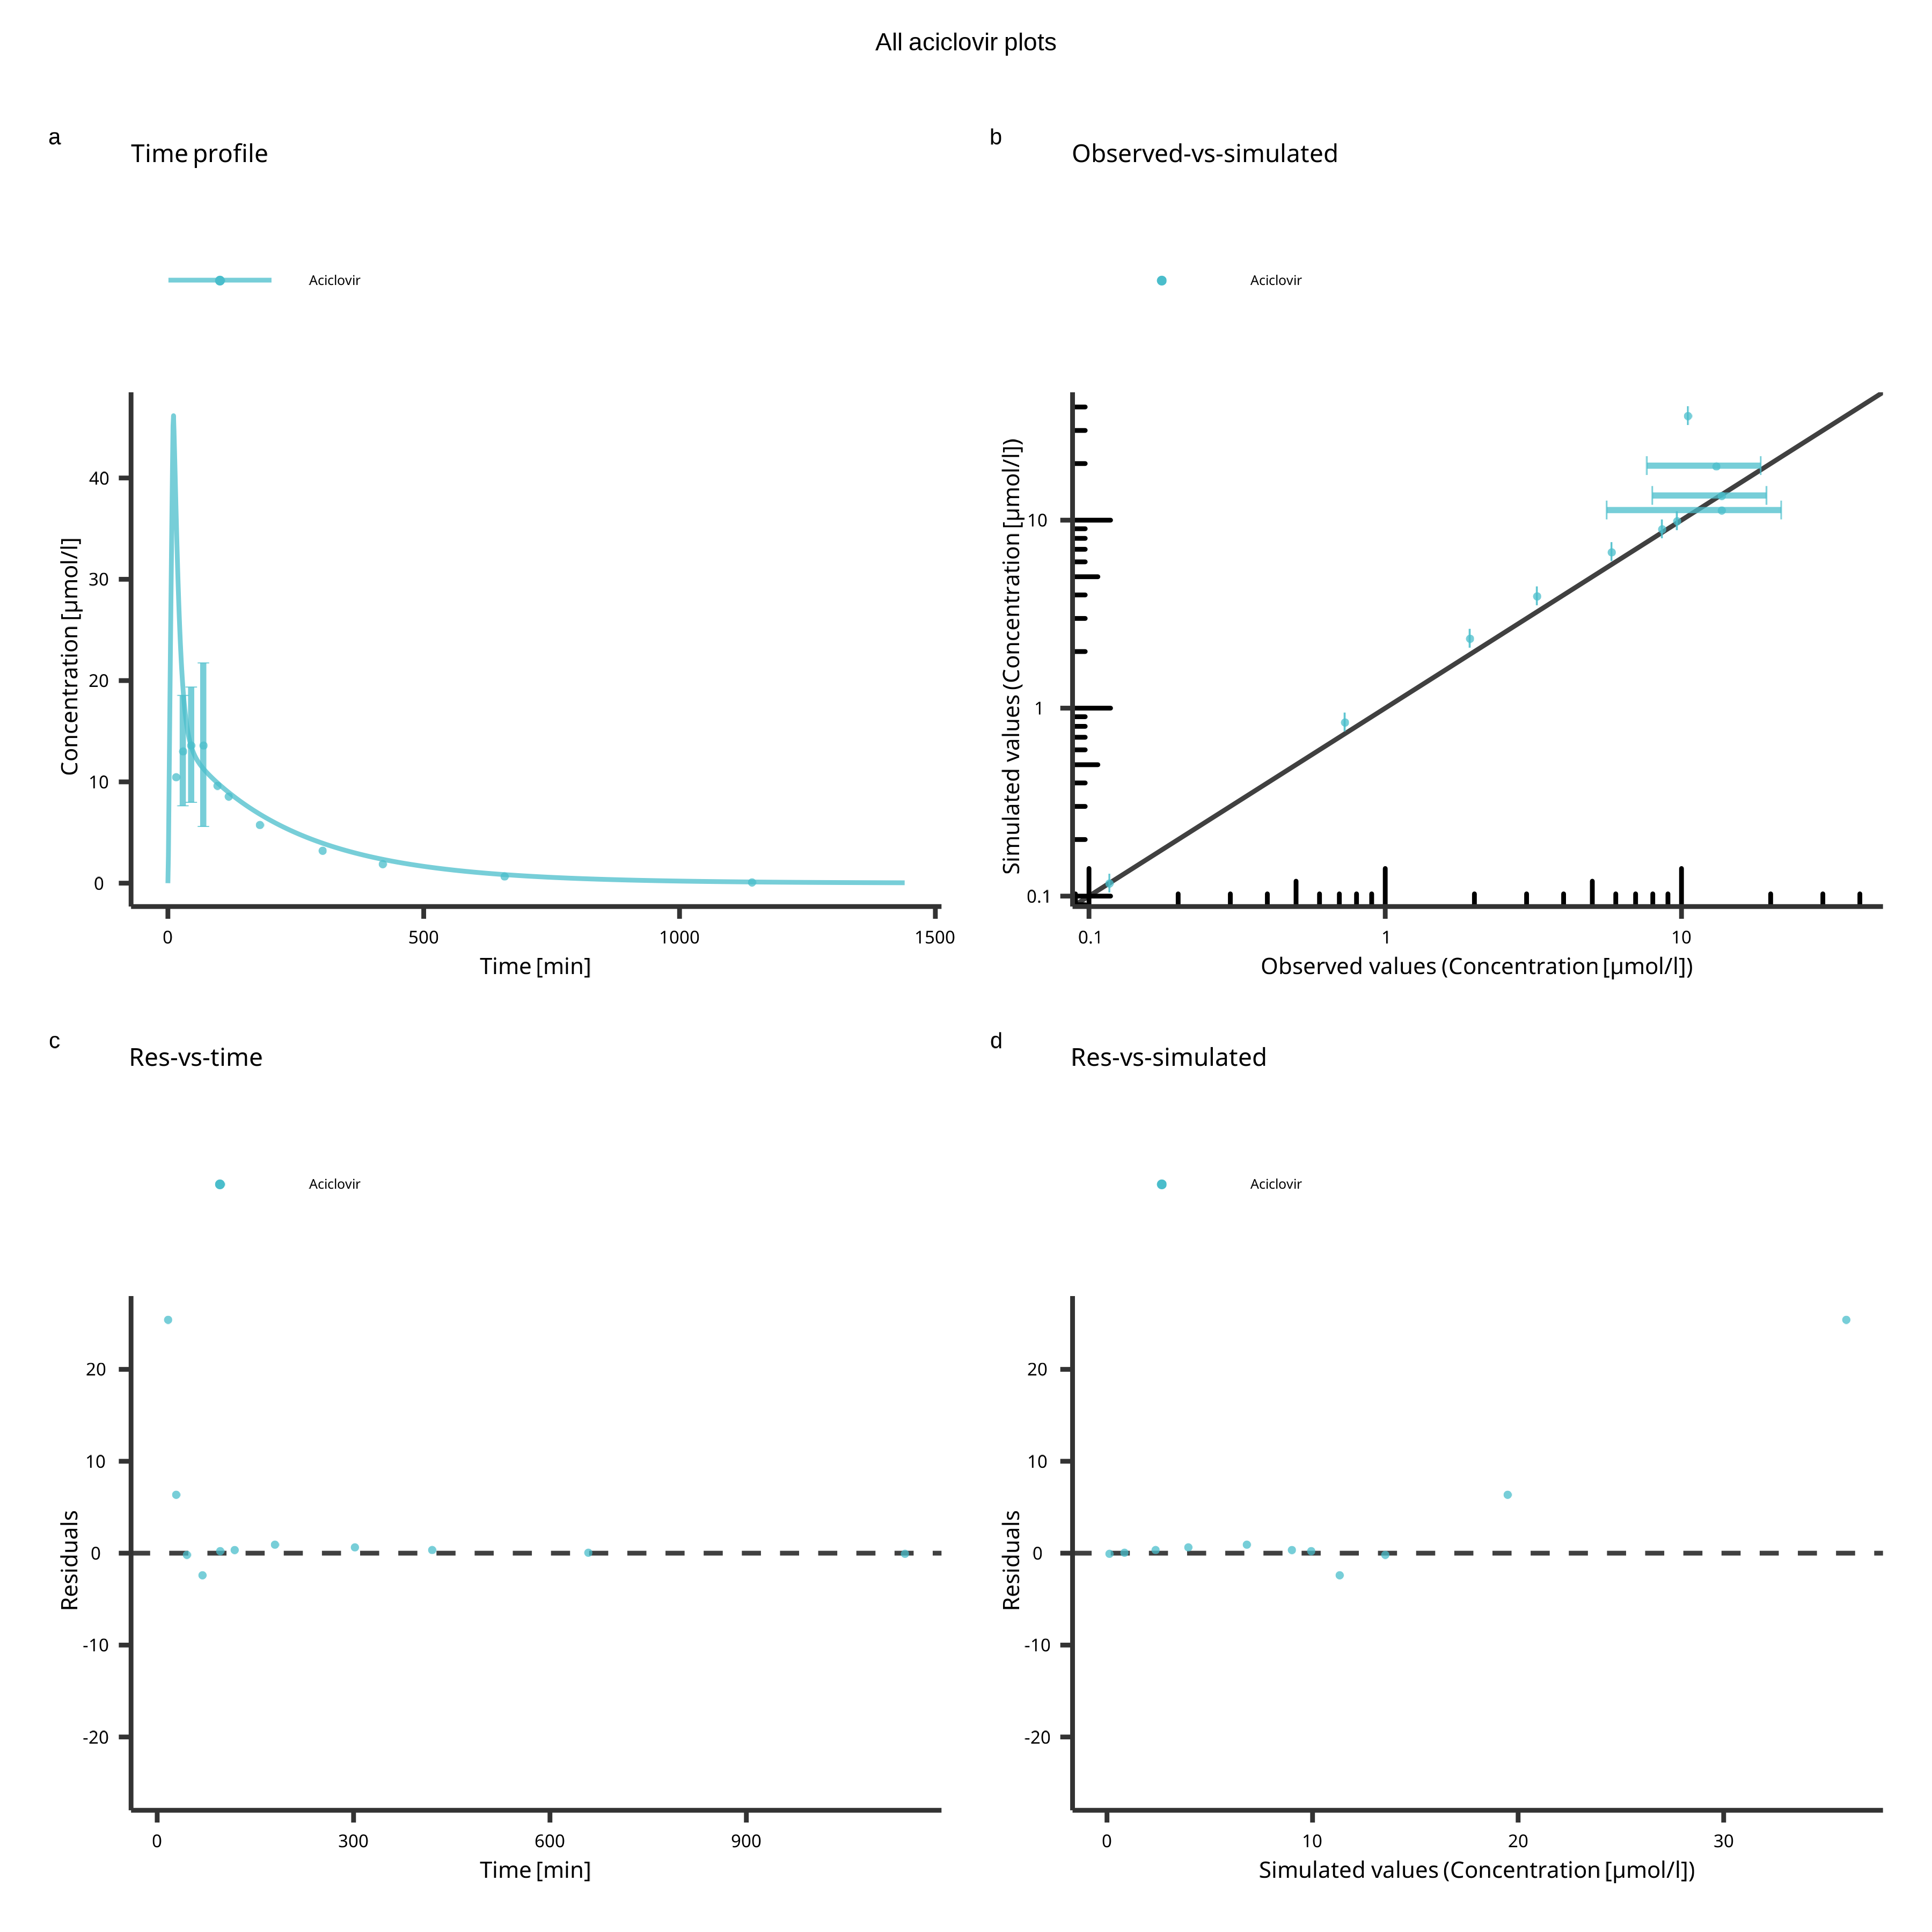 All aciclovir plots
a
Time profile
Aciclovir
Concentration [µmol/l]
40
30
20
10
0
0 500 1000 1500
Time [min]
b
Observed-vs-simulated
Aciclovir
Simulated values (Concentration [µmol/l])
10
1
0.1
0.1 1 10
Observed values (Concentration [µmol/l])
c
Res-vs-time
Aciclovir
Residuals
20
10
0
-10
-20
0 300 600 900
Time [min]
d
Res-vs-simulated
Aciclovir
Residuals
20
10
0
-10
-20
0 10 20 30
Simulated values (Concentration [µmol/l])